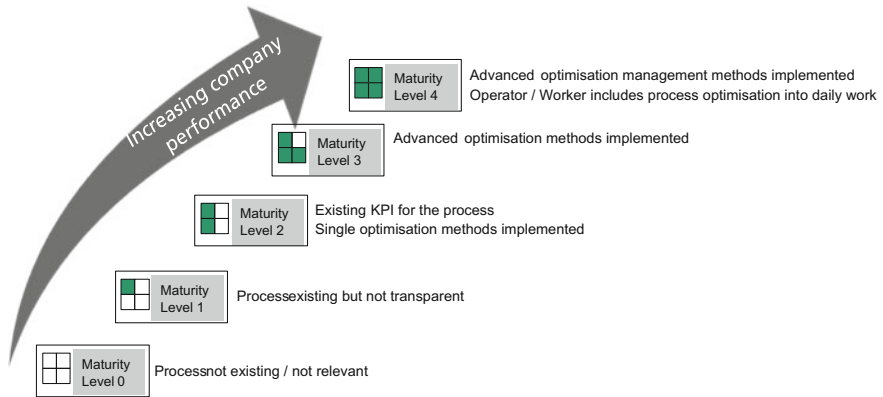 Increasing company
performance
Maturity
Level 4
Advanced optimisation management methods implemented
Operator / Worker includes process optimisation into daily work
Maturity
Level 3
Advanced optimisation methods implemented
Maturity
Level 2
Existing KPI for the process
Single optimisation methods implemented
Maturity
Level 1
Processexisting but not transparent
Maturity
Level 0
Processnot existing / not relevant